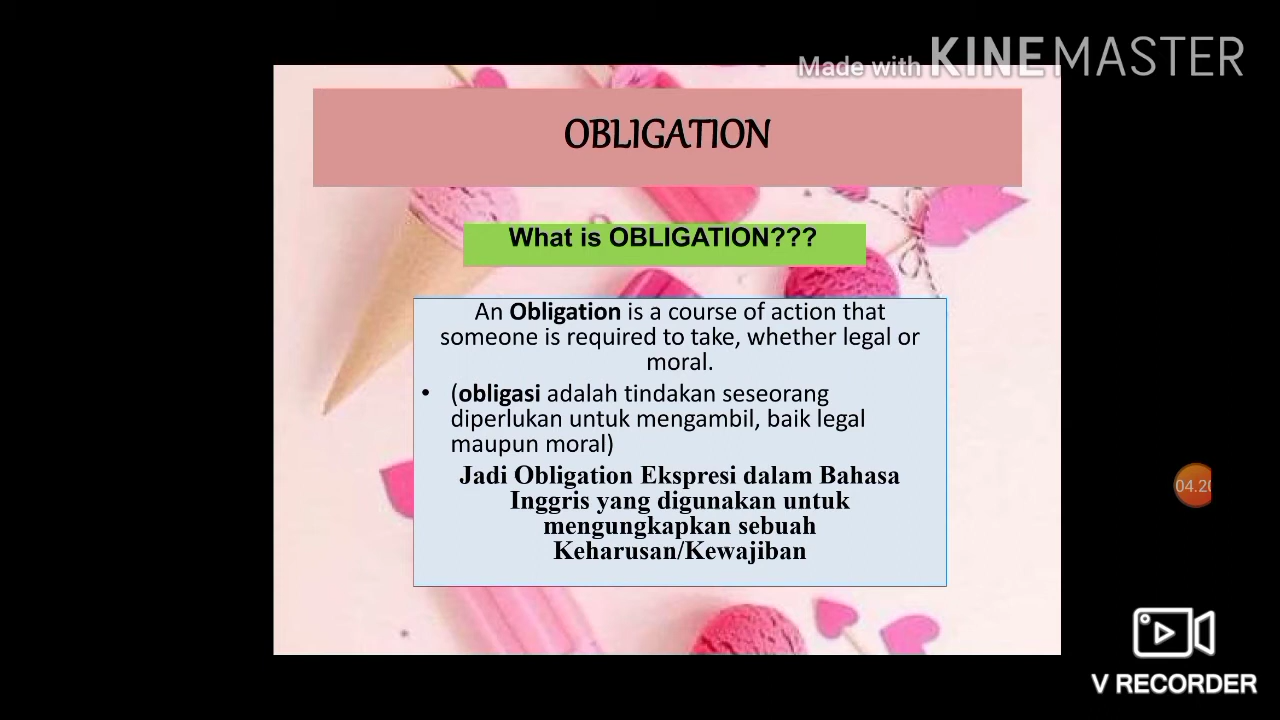 Made with KINEMASTER
OBLIGATION
What is OBLIGATION???
An Obligation is a course of action that
someone is required to take, whether legal or
moral.
• (obligasi adalah tindakan seseorang
diperlukan untuk mengambil, baik legal
maupun moral)
Jadi Obligation Ekspresi dalam Bahasa
Inggris yang digunakan untuk
mengungkapkan sebuah
Keharusan/Kewajiban
04.20
V RECORDER